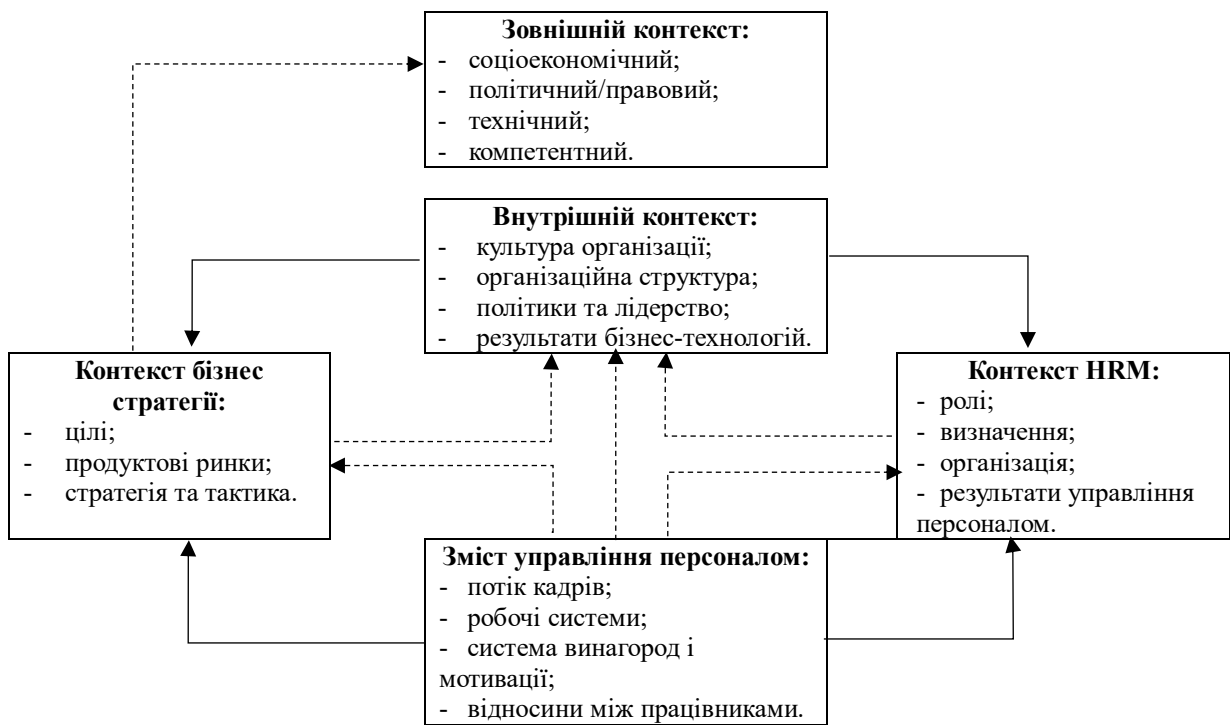 Зовнішній контекст:
- соціоекономічний;
- політичний/правовий;
- технічний;
- компетентний.
Внутрішній контекст:
- культура організації;
- організаційна структура;
- політики та лідерство;
- результати бізнес-технологій.
Контекст бізнес
стратегії:
- цілі;
- продуктові ринки;
- стратегія та тактика.
Контекст HRM:
- ролі;
- визначення;
- організація;
- результати управління
персоналом.
Зміст управління персоналом:
- потік кадрів;
- робочі системи;
- система винагород і
мотивації;
- відносини між працівниками.